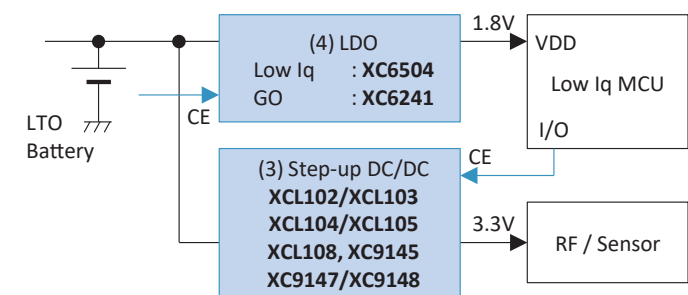 (4) LDO
Low Iq : XC6504
GO : XC6241
1.8V
VDD
Low Iq MCU
I/O
CE
LTO
Battery
(3) Step-up DC/DC
XCL102/XCL103
XCL104/XCL105
XCL108, XC9145
XC9147/XC9148
CE
3.3V
RF / Sensor